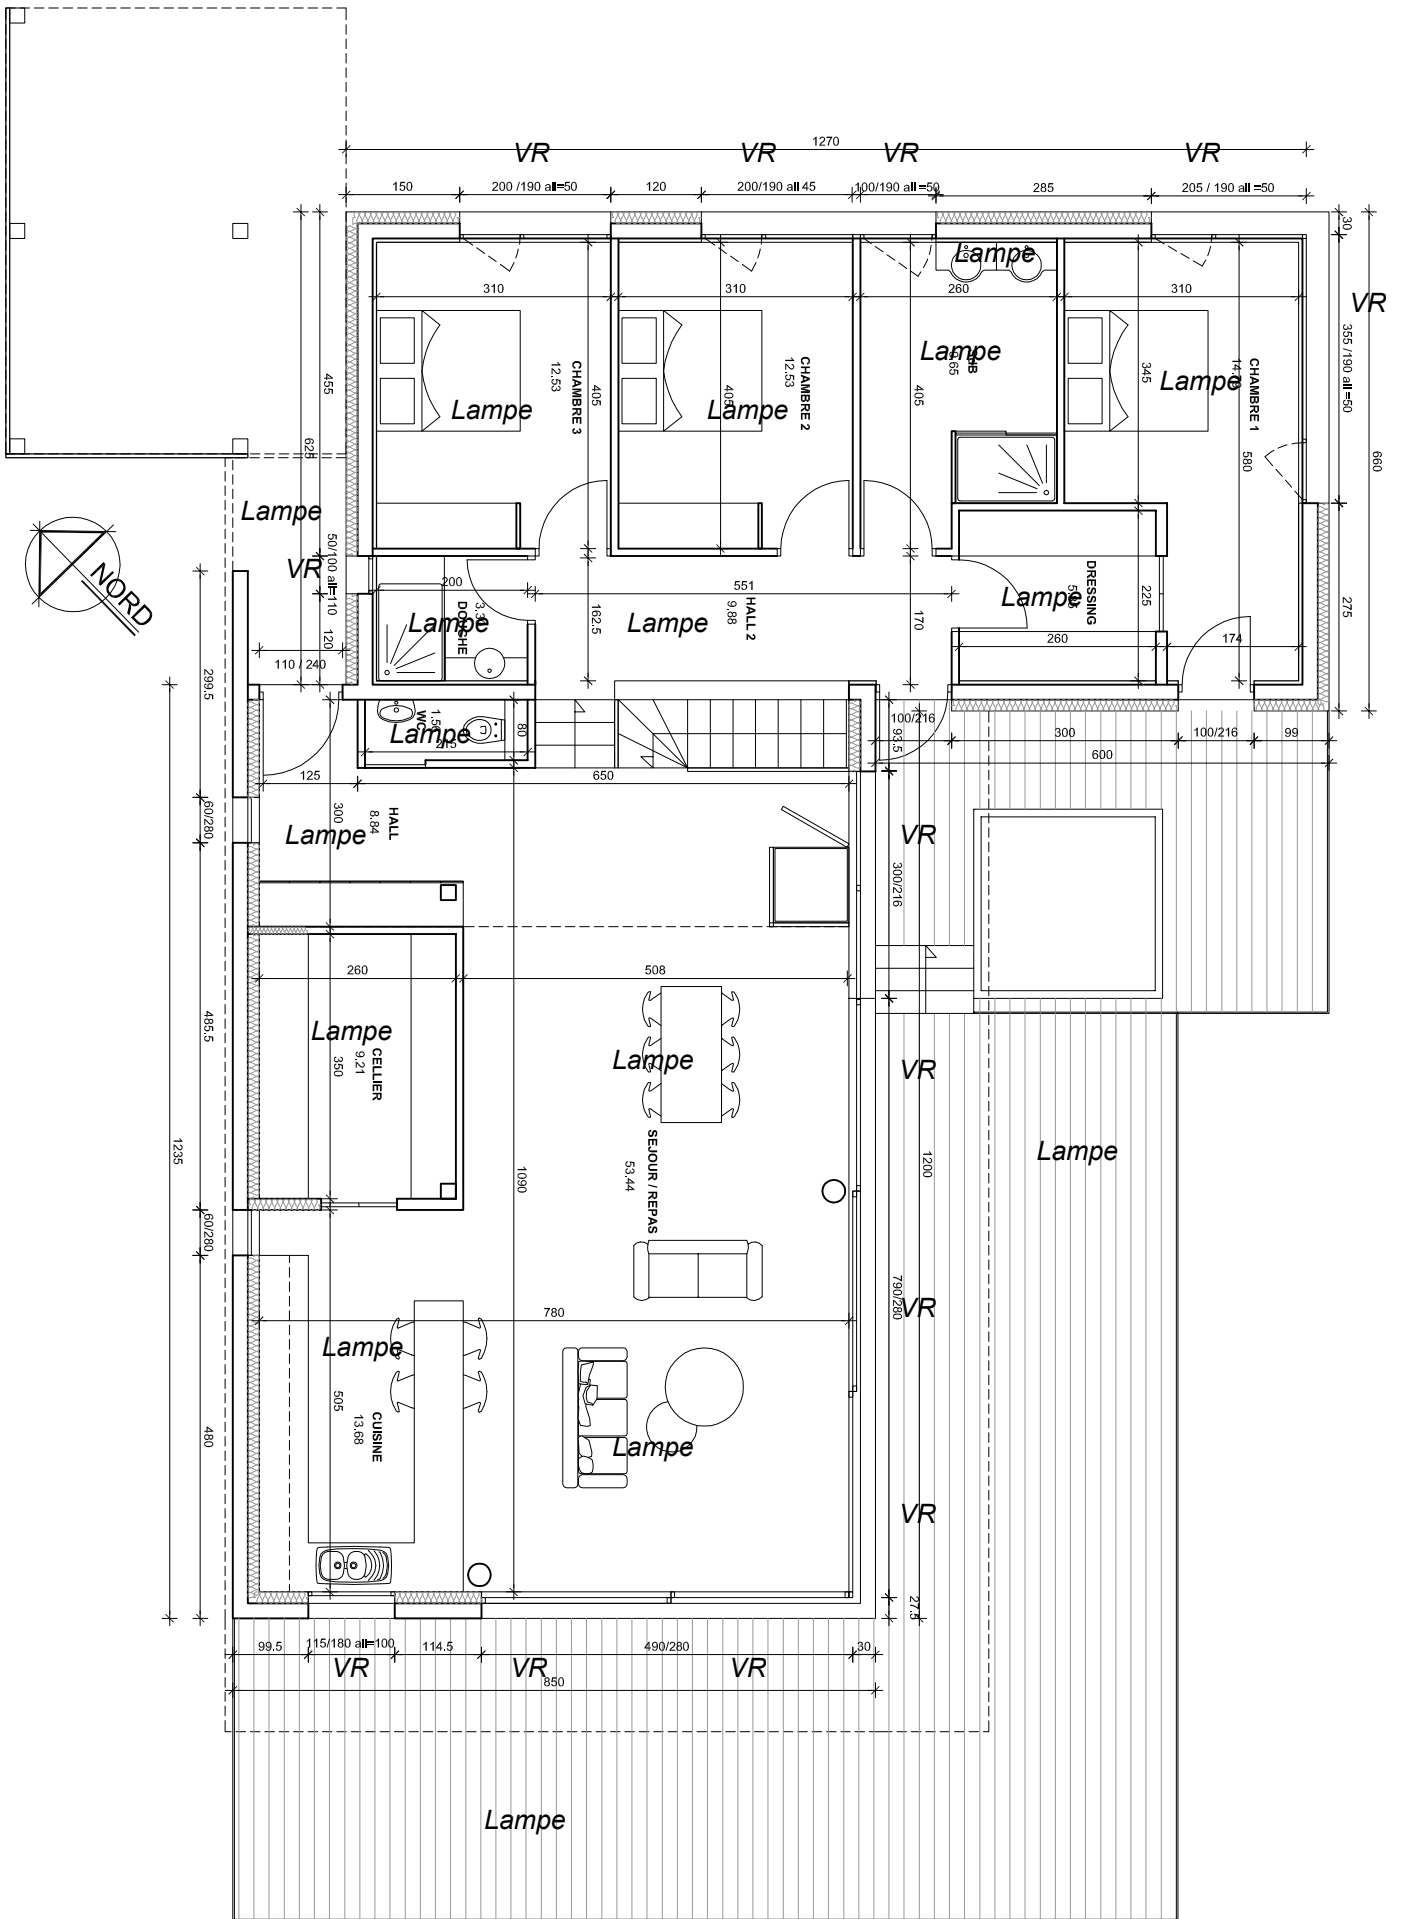 1270
VR
VR
VR
VR
150
200 /190 all=50
120
200/190 all 45
100/190 all=50
285
205 / 190 all =50
30
Lampe
310
310
260
310
VR
355 /190 all=50
660
455
625
CHAMBRE 3
12.53
405
Lampe
CHAMBRE 2
12.53
405
Lampe
Lampe
405
345
CHAMBRE 1
Lampe
580
Lampe
NORD
VR
50/100 all=110
120
200
DOUCHE
Lampe
162.5
551
HALL 2
9.88
Lampe
170
DRESSING
Lampe
225
260
174
275
110 / 240
299.5
WC
Lampe
215
80
100/216
93.5
300
100/216
99
600
125
650
60/280
300
HALL
8.84
Lampe
VR
300/216
260
508
485.5
Lampe
CELLIER
9.21
350
Lampe
VR
1235
SEJOUR / REPAS
53.44
1090
1200
Lampe
60/280
780
790/280
VR
Lampe
505
CUISINE
13.68
480
Lampe
VR
27.5
99.5
115/180 all=100
114.5
490/280
30
VR
VR
VR
850
Lampe